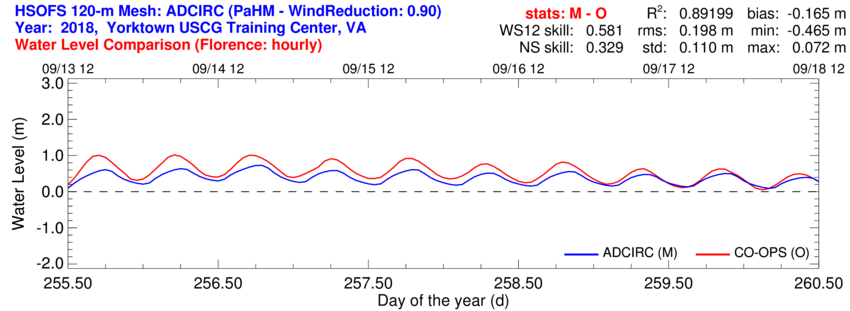 HSOFS 120-m Mesh: ADCIRC (PaHM - WindReduction: 0.90)
Year: 2018, Yorktown USCG Training Center, VA
Water Level Comparison (Florence: hourly)
stats: M - O R²: 0.89199 bias: -0.165 m
WS12 skill: 0.581 rms: 0.198 m min: -0.465 m
NS skill: 0.329 std: 0.110 m max: 0.072 m
09/13 12 09/14 12 09/15 12 09/16 12 09/17 12 09/18 12
3.0
2.0
1.0
0.0
-1.0
-2.0
Water Level (m)
ADCIRC (M) CO-OPS (O)
255.50 256.50 257.50 258.50 259.50 260.50
Day of the year (d)